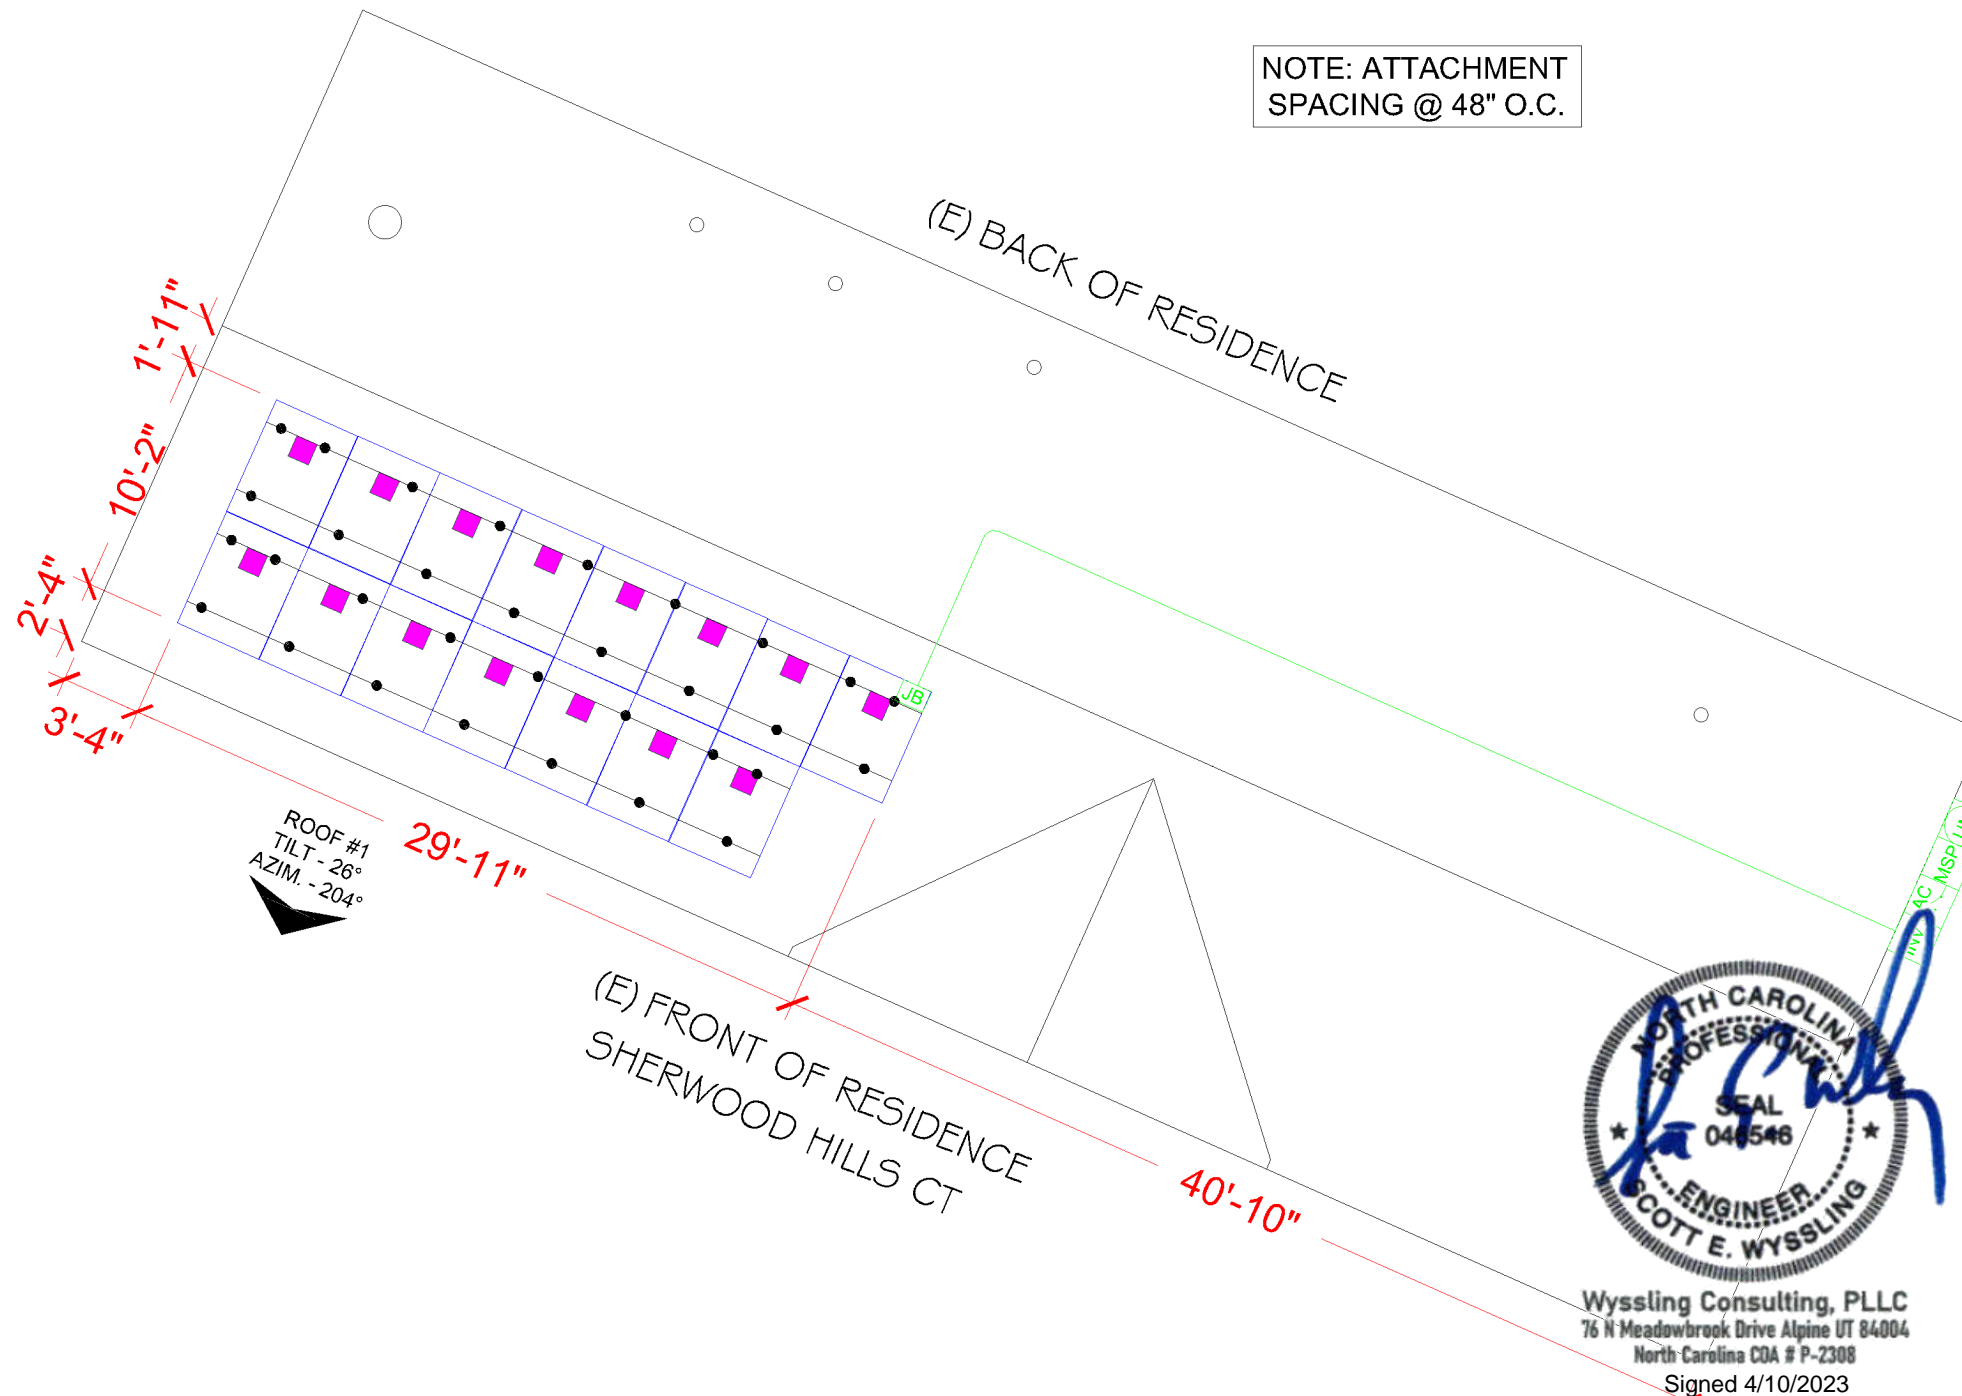 NOTE: ATTACHMENT
SPACING @ 48" O.C.
(E) BACK OF RESIDENCE
1'-11"
10'-2"
2'-4"
3'-4"
29'-11"
40'-10"
JB
ROOF #1
TILT - 26°
AZIM. - 204°
(E) FRONT OF RESIDENCE
SHERWOOD HILLS CT
MSP
AC
INV
NORTH CAROLINA
PROFESSIONAL
SEAL
046546
ENGINEER
SCOTT E. WYSSLING
Wyssling Consulting, PLLC
76 N Meadowbrook Drive Alpine UT 84004
North Carolina COA # P-2308
Signed 4/10/2023